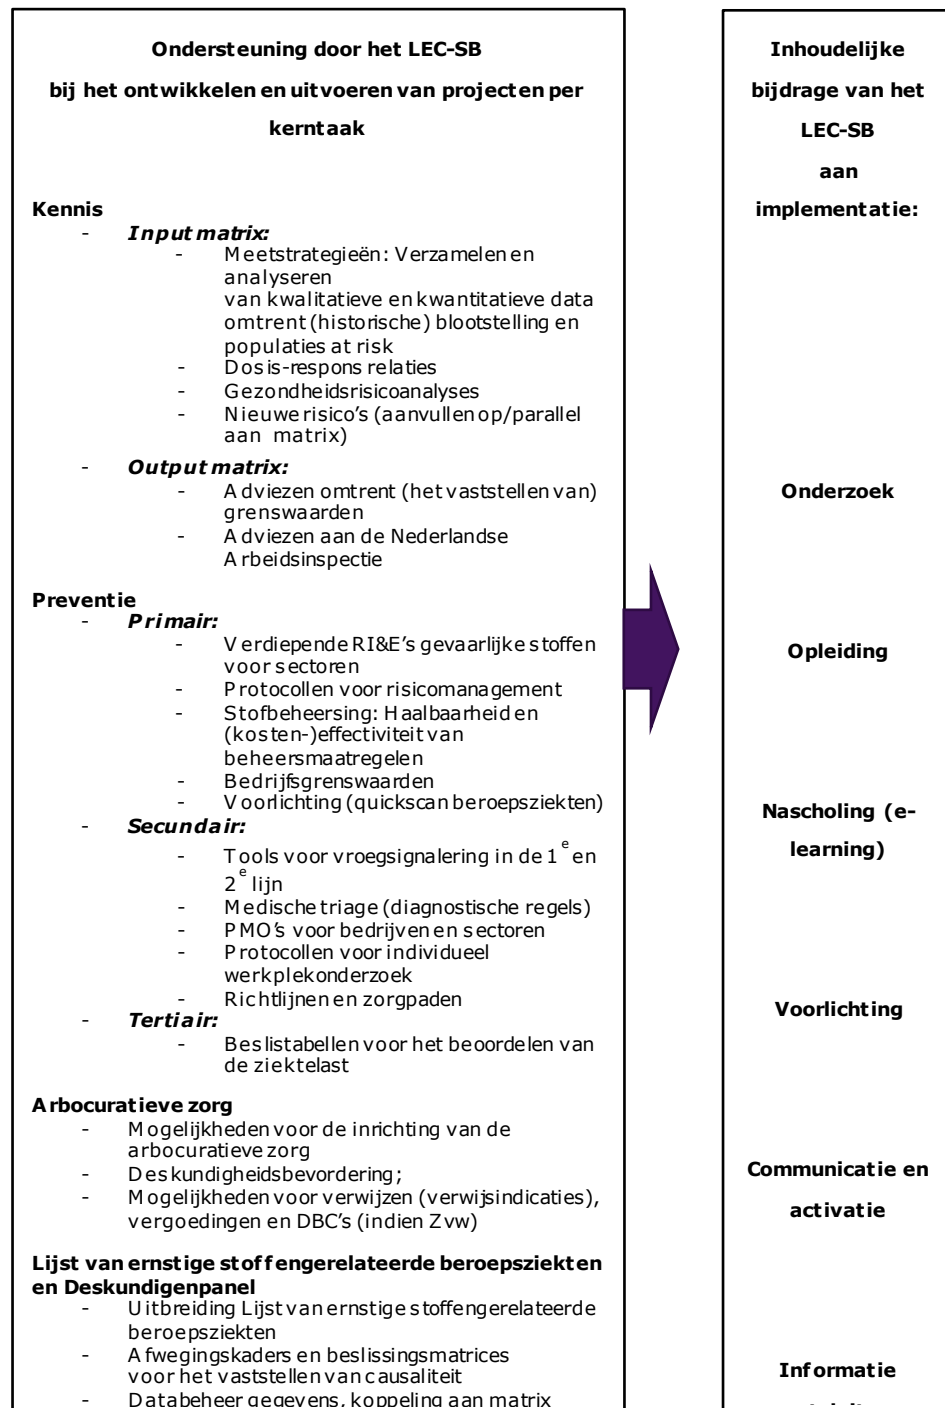 Ondersteuning door het LEC-SB
bij het ontwikkelen en uitvoeren van projecten per
kerntaak
Kennis
- Input matrix:
- Meetstrategieën: Verzamelen en
analyseren
van kwalitatieve en kwantitatieve data
omtrent (historische) blootstelling en
populaties at risk
- Dosis-respons relaties
- Gezondheidsrisicoanalyses
- Nieuwe risico's (aanvullen op/parallel
aan matrix)
- Output matrix:
- Adviezen omtrent (het vaststellen van)
grenswaarden
- Adviezen aan de Nederlandse
Arbeidsinspectie
Preventie
- Primair:
- Verdiepende RI&E's gevaarlijke stoffen
voor sectoren
- Protocollen voor risicomanagement
- Stofbeheersing: Haalbaarheid en
(kosten-)effectiviteit van
beheersmaatregelen
- Bedrijfsgrenswaarden
- Voorlichting (quickscan beroepsziekten)
- Secundair:
- Tools voor vroegsignalering in de 1e en
2e lijn
- Medische triage (diagnostische regels)
- PMO's voor bedrijven en sectoren
- Protocollen voor individueel
werkplekonderzoek
- Richtlijnen en zorgpaden
- Tertiair:
- Beslistabellen voor het beoordelen van
de ziektelast
Arbocuratieve zorg
- Mogelijkheden voor de inrichting van de
arbocuratieve zorg
- Deskundigheidsbevordering;
- Mogelijkheden voor verwijzen (verwijsindicaties),
vergoedingen en DBC's (indien Zvw)
Lijst van ernstige stoffengerelateerde beroepsziekten
en Deskundigenpanel
- Uitbreiding Lijst van ernstige stoffengerelateerde
beroepsziekten
- Afwegingskaders en beslissingsmatrices
voor het vaststellen van causaliteit
- Databeheer gegevens, koppeling aan matrix
Inhoudelijke
bijdrage van het
LEC-SB
aan
implementatie:
Onderzoek
Opleiding
Nascholing (e-
learning)
Voorlichting
Communicatie en
activatie
Informatie